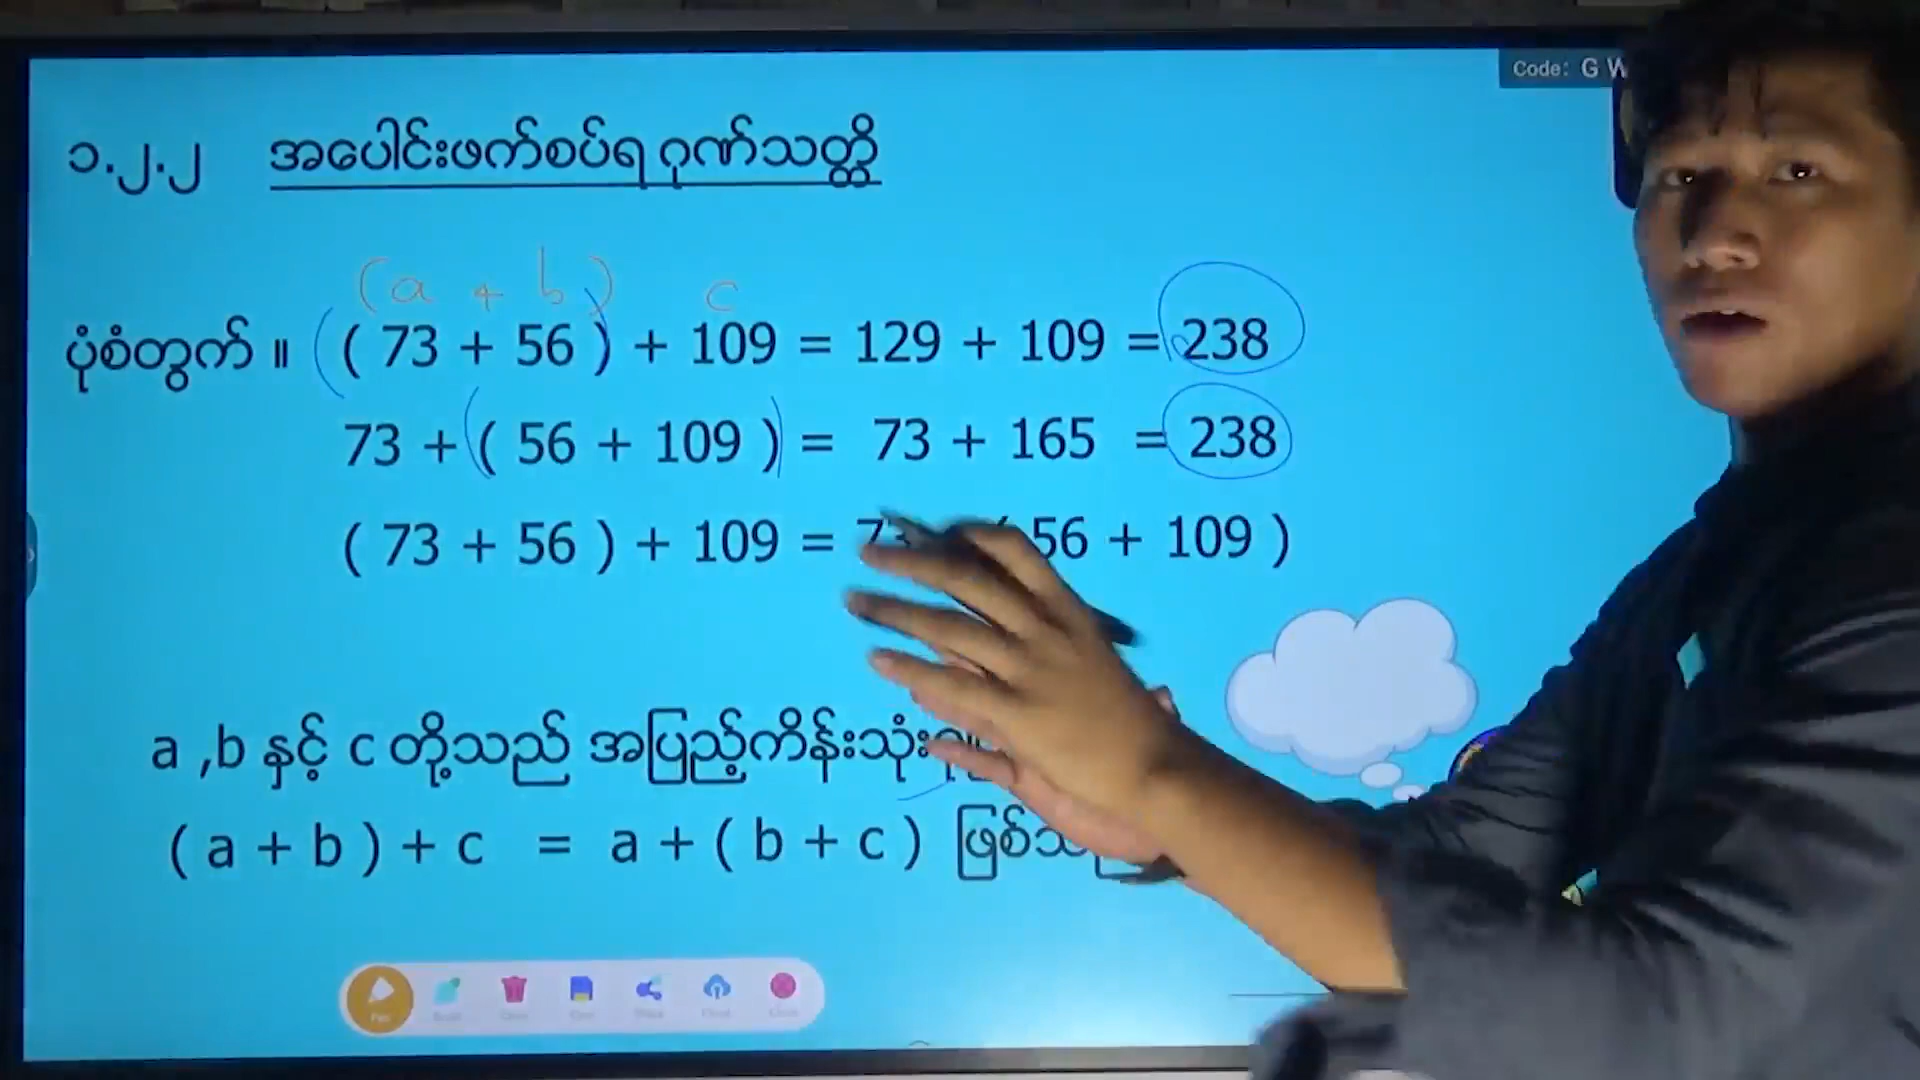 Code: G W
၁.၂.၂ အပေါင်းဖက်စပ်ရ ဂုဏ်သတ္တိ
(a + b) c
ပုံစံတွက် ။ ( 73 + 56 ) + 109 = 129 + 109 = 238
73 + ( 56 + 109 ) = 73 + 165 = 238
( 73 + 56 ) + 109 = 73 ( 56 + 109 )
a ,b နှင့် c တို့သည် အပြည့်ကိန်းသုံး
( a + b ) + c = a + ( b + c )